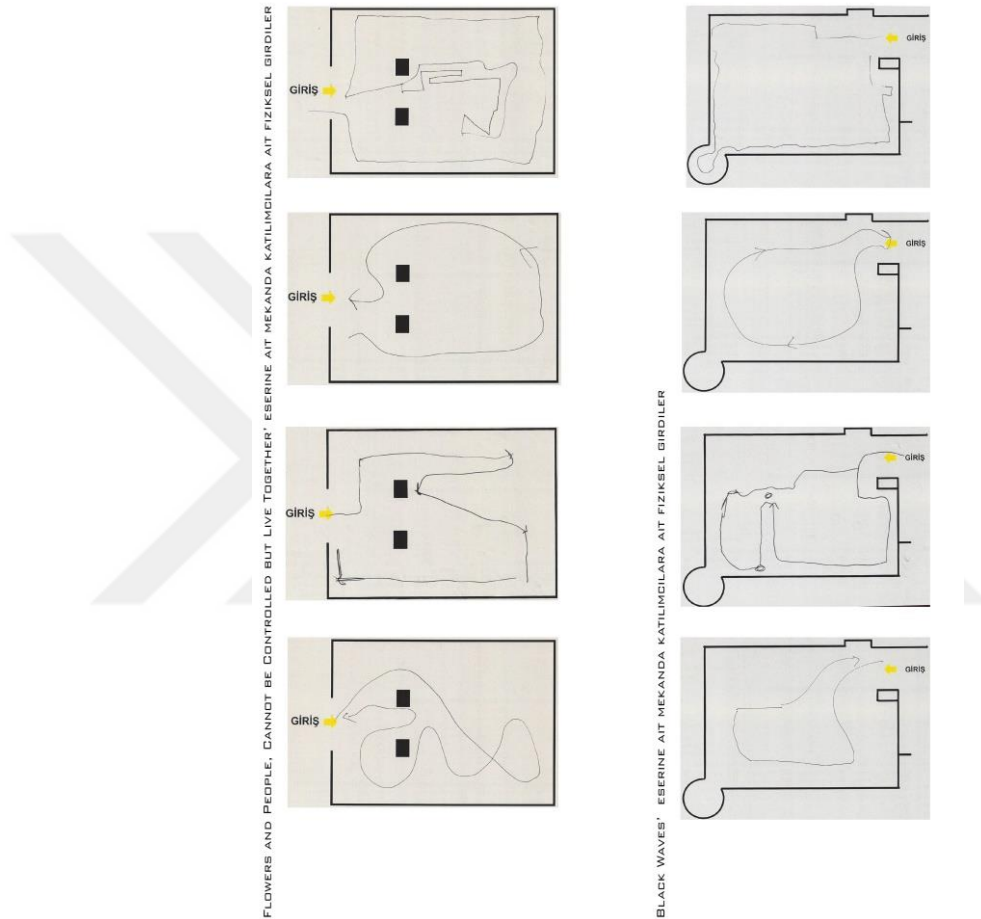 FLOWERS AND PEOPLE, CANNOT BE CONTROLLED BUT LIVE TOGETHER' ESERINE AIT MEKANDA KATILIMCILARA AIT FIZIKSEL GIRDILER
GİRİŞ
GİRİŞ
GİRİŞ
GİRİŞ
BLACK WAVES' ESERINE AIT MEKANDA KATILIMCILARA AIT FIZIKSEL GIRDILER
GİRİŞ
GİRİŞ
GİRİŞ
GİRİŞ